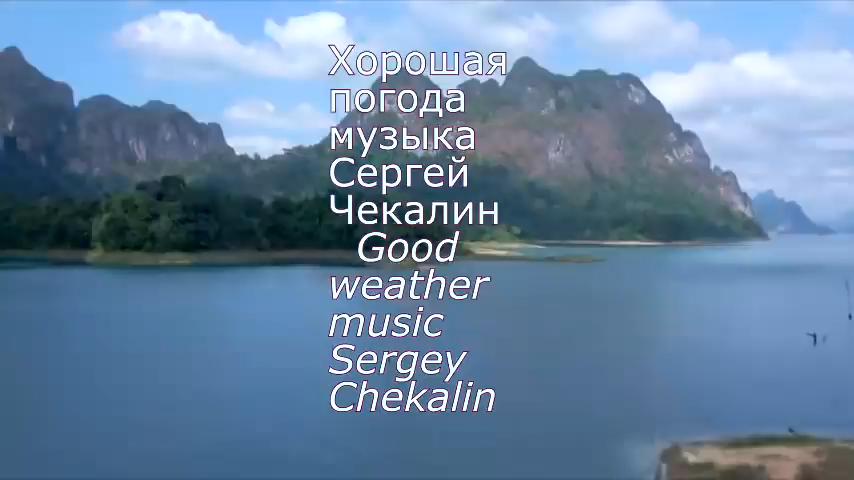 Хорошая
погода
музыка
Сергей
Чекалин
Good
weather
music
Sergey
Chekalin